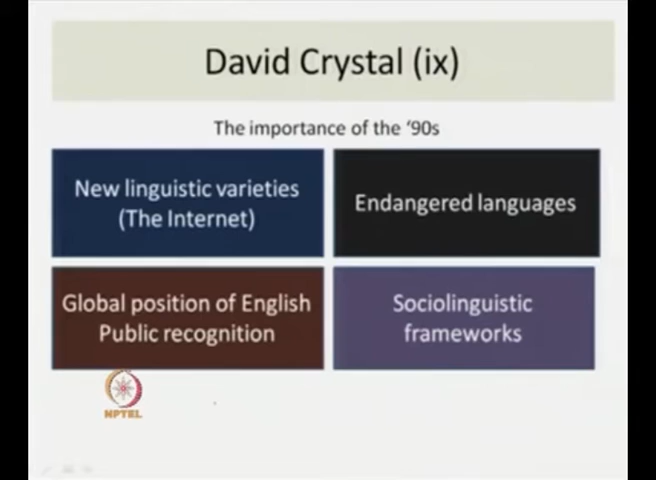 David Crystal (ix)
The importance of the ‘90s
New linguistic varieties
(The Internet)
Endangered languages
Global position of English
Public recognition
Sociolinguistic
frameworks
NPTEL